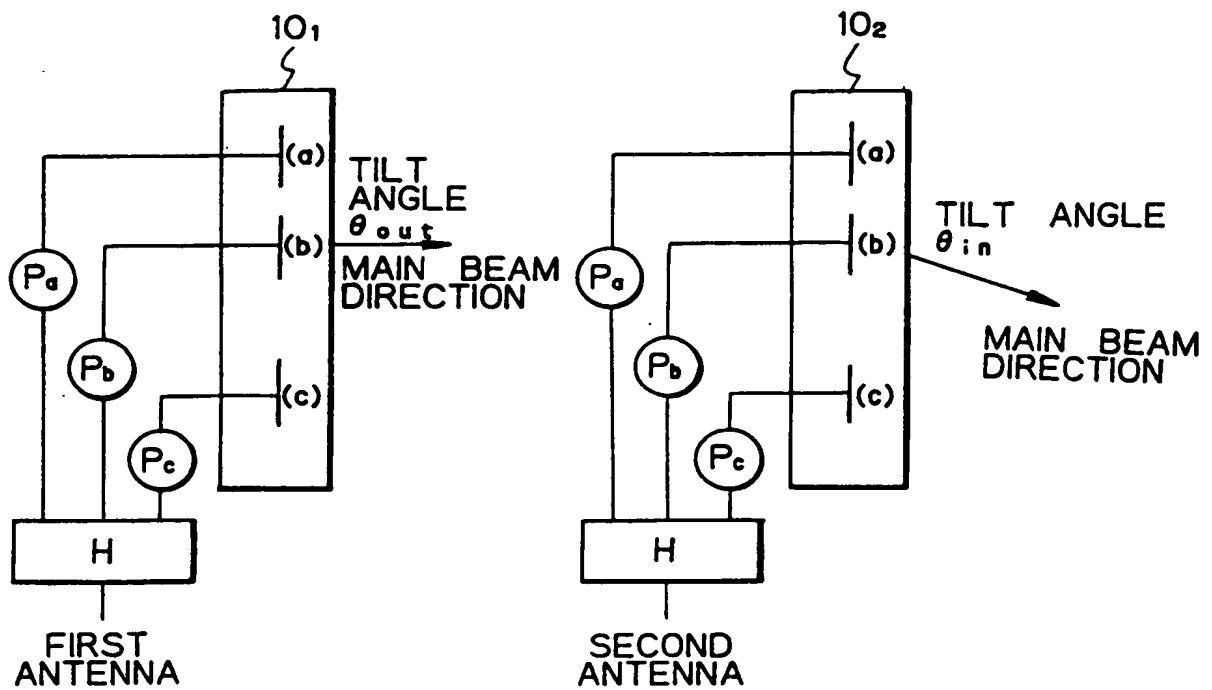 10₁
(a)
TILT
ANGLE
θout
(b)
MAIN BEAM
DIRECTION
Pa
Pb
(c)
Pc
H
FIRST
ANTENNA
10₂
(a)
TILT ANGLE
θin
(b)
Pa
MAIN BEAM
DIRECTION
Pb
(c)
Pc
H
SECOND
ANTENNA